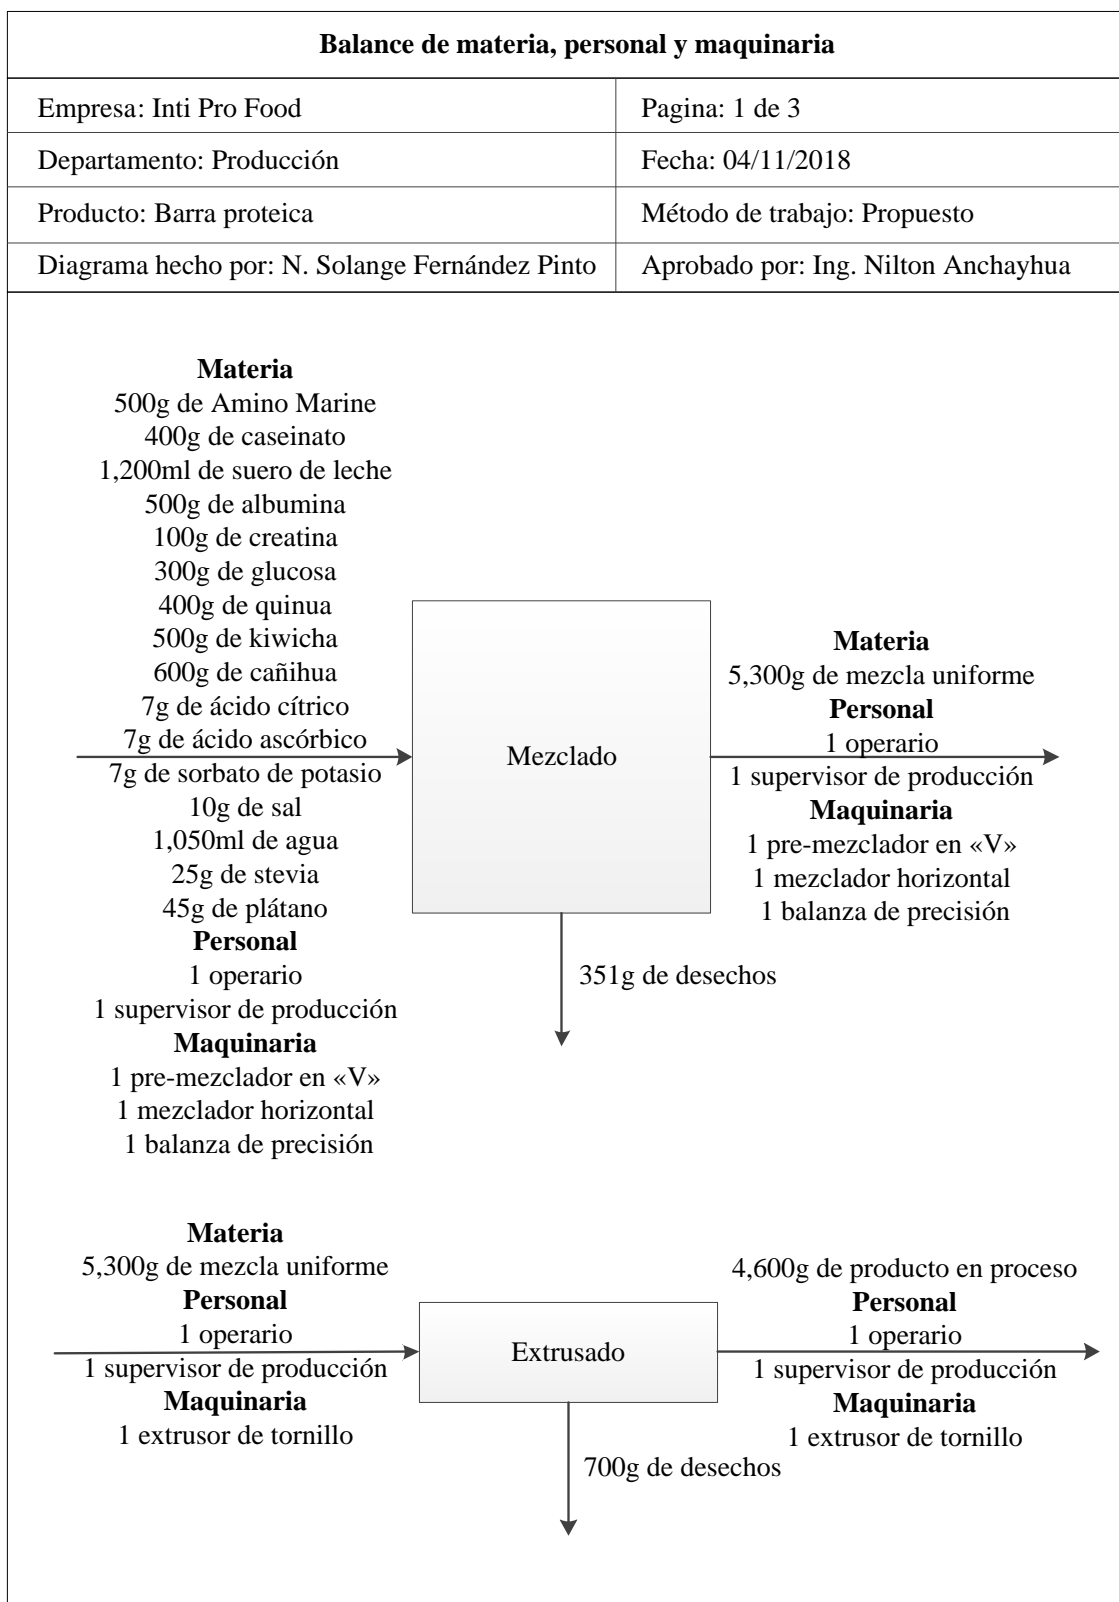 Balance de materia, personal y maquinaria
Empresa: Inti Pro Food
Pagina: 1 de 3
Departamento: Producción
Fecha: 04/11/2018
Producto: Barra proteica
Método de trabajo: Propuesto
Diagrama hecho por: N. Solange Fernández Pinto
Aprobado por: Ing. Nilton Anchayhua
Materia
500g de Amino Marine
400g de caseinato
1,200ml de suero de leche
500g de albumina
100g de creatina
300g de glucosa
400g de quinua
500g de kiwicha
600g de cañihua
7g de ácido cítrico
7g de ácido ascórbico
7g de sorbato de potasio
10g de sal
1,050ml de agua
25g de stevia
45g de plátano
Personal
1 operario
1 supervisor de producción
Maquinaria
1 pre-mezclador en «V»
1 mezclador horizontal
1 balanza de precisión
Mezclado
Materia
5,300g de mezcla uniforme
Personal
1 operario
1 supervisor de producción
Maquinaria
1 pre-mezclador en «V»
1 mezclador horizontal
1 balanza de precisión
351g de desechos
Materia
5,300g de mezcla uniforme
Personal
1 operario
1 supervisor de producción
Maquinaria
1 extrusor de tornillo
Extrusado
4,600g de producto en proceso
Personal
1 operario
1 supervisor de producción
Maquinaria
1 extrusor de tornillo
700g de desechos